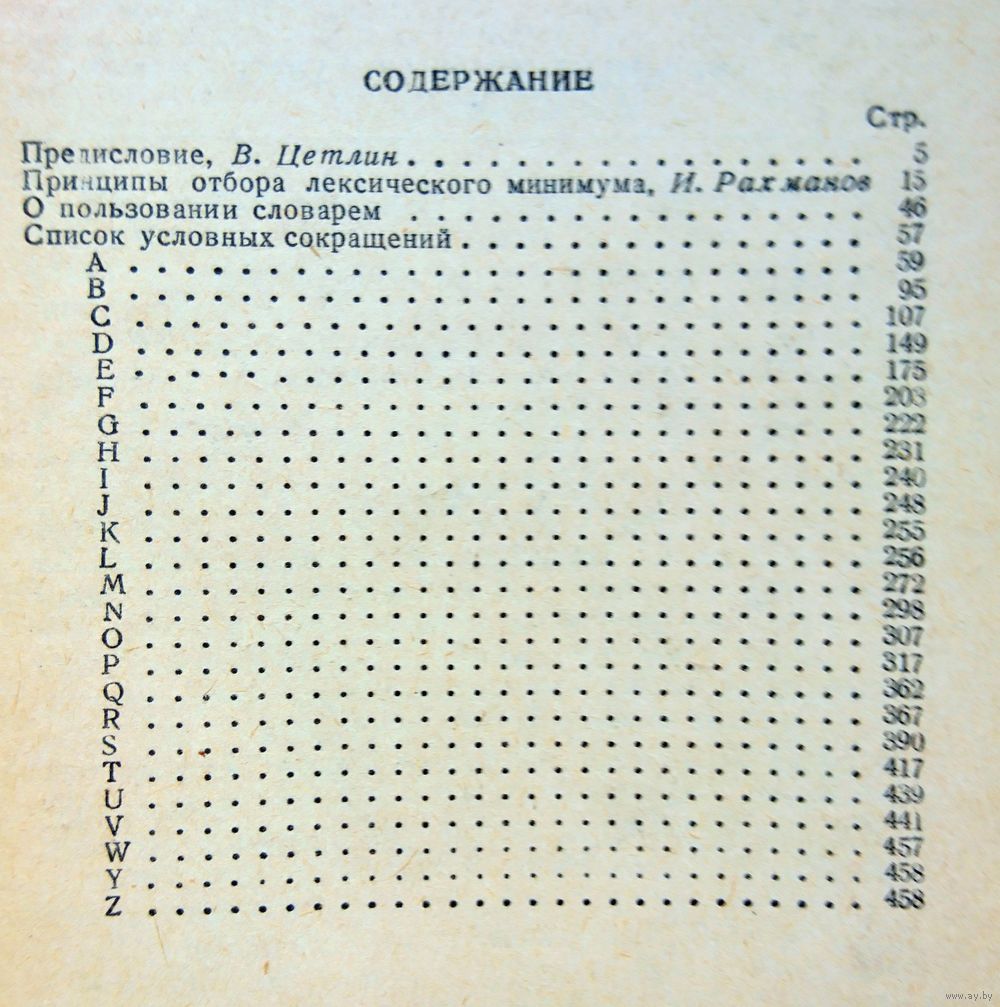 СОДЕРЖАНИЕ
Стр.
Предисловие, В. Цетлин . . . . . . . . . . . . . . . . . 5
Принципы отбора лексического минимума, И. Рахманов 15
О пользовании словарем . . . . . . . . . . . . . . . . . 46
Список условных сокращений . . . . . . . . . . . . . . . 57
A . . . . . . . . . . . . . . . . . . . . . . . . . . . 59
B . . . . . . . . . . . . . . . . . . . . . . . . . . . 95
C . . . . . . . . . . . . . . . . . . . . . . . . . . . 107
D . . . . . . . . . . . . . . . . . . . . . . . . . . . 149
E . . . . . . . . . . . . . . . . . . . . . . . . . . . 175
F . . . . . . . . . . . . . . . . . . . . . . . . . . . 203
G . . . . . . . . . . . . . . . . . . . . . . . . . . . 222
H . . . . . . . . . . . . . . . . . . . . . . . . . . . 231
I . . . . . . . . . . . . . . . . . . . . . . . . . . . 240
J . . . . . . . . . . . . . . . . . . . . . . . . . . . 248
K . . . . . . . . . . . . . . . . . . . . . . . . . . . 255
L . . . . . . . . . . . . . . . . . . . . . . . . . . . 256
M . . . . . . . . . . . . . . . . . . . . . . . . . . . 272
N . . . . . . . . . . . . . . . . . . . . . . . . . . . 298
O . . . . . . . . . . . . . . . . . . . . . . . . . . . 307
P . . . . . . . . . . . . . . . . . . . . . . . . . . . 317
Q . . . . . . . . . . . . . . . . . . . . . . . . . . . 362
R . . . . . . . . . . . . . . . . . . . . . . . . . . . 367
S . . . . . . . . . . . . . . . . . . . . . . . . . . . 390
T . . . . . . . . . . . . . . . . . . . . . . . . . . . 417
U . . . . . . . . . . . . . . . . . . . . . . . . . . . 439
V . . . . . . . . . . . . . . . . . . . . . . . . . . . 441
W . . . . . . . . . . . . . . . . . . . . . . . . . . . 457
Y . . . . . . . . . . . . . . . . . . . . . . . . . . . 458
Z . . . . . . . . . . . . . . . . . . . . . . . . . . . 458
www.ay.by